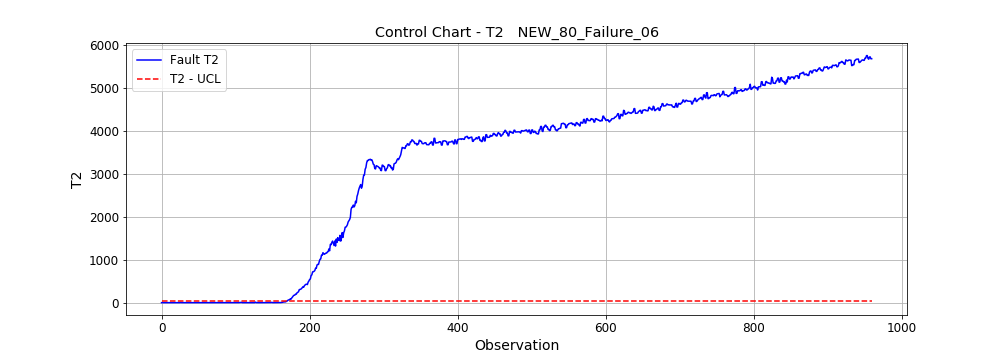 Control Chart - T2   NEW_80_Failure_06
Fault T2
T2 - UCL
6000
5000
4000
3000
2000
1000
0
T2
0 200 400 600 800 1000
Observation